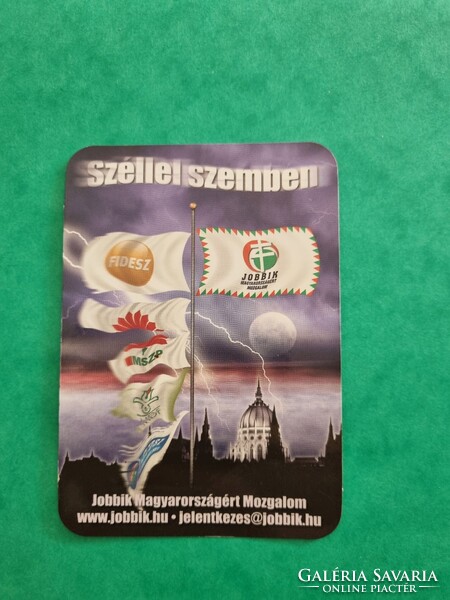 Széllel szemben
FIDESZ
JOBBIK
MAGYARORSZÁGÉRT
MOZGALOM
MSZP
Jobbik Magyarországért Mozgalom
www.jobbik.hu • jelentkezes@jobbik.hu
GALÉRIA SAVARIA
ONLINE PIACTÉR